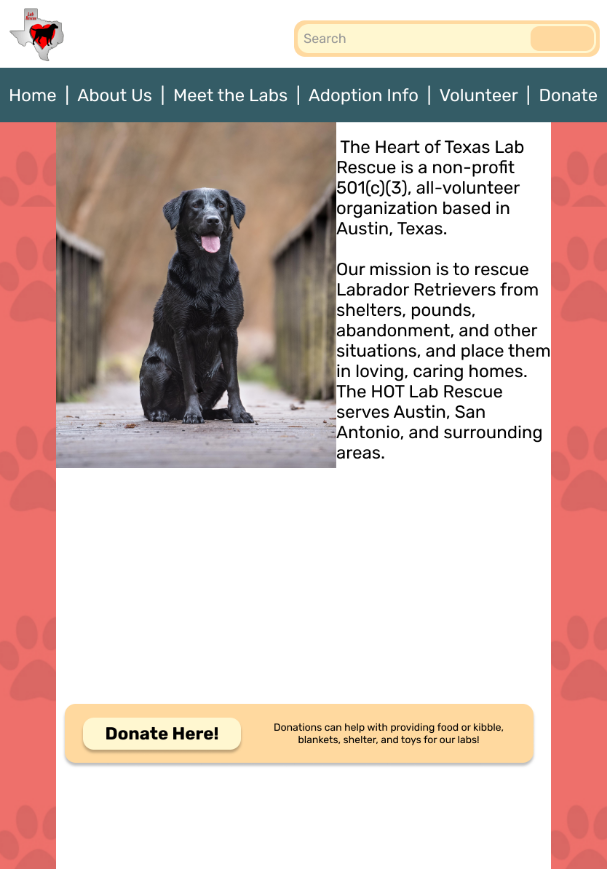 Lab
Rescue
Search
Home | About Us | Meet the Labs | Adoption Info | Volunteer | Donate
The Heart of Texas Lab
Rescue is a non-profit
501(c)(3), all-volunteer
organization based in
Austin, Texas.
Our mission is to rescue
Labrador Retrievers from
shelters, pounds,
abandonment, and other
situations, and place them
in loving, caring homes.
The HOT Lab Rescue
serves Austin, San
Antonio, and surrounding
areas.
Donate Here!
Donations can help with providing food or kibble,
blankets, shelter, and toys for our labs!